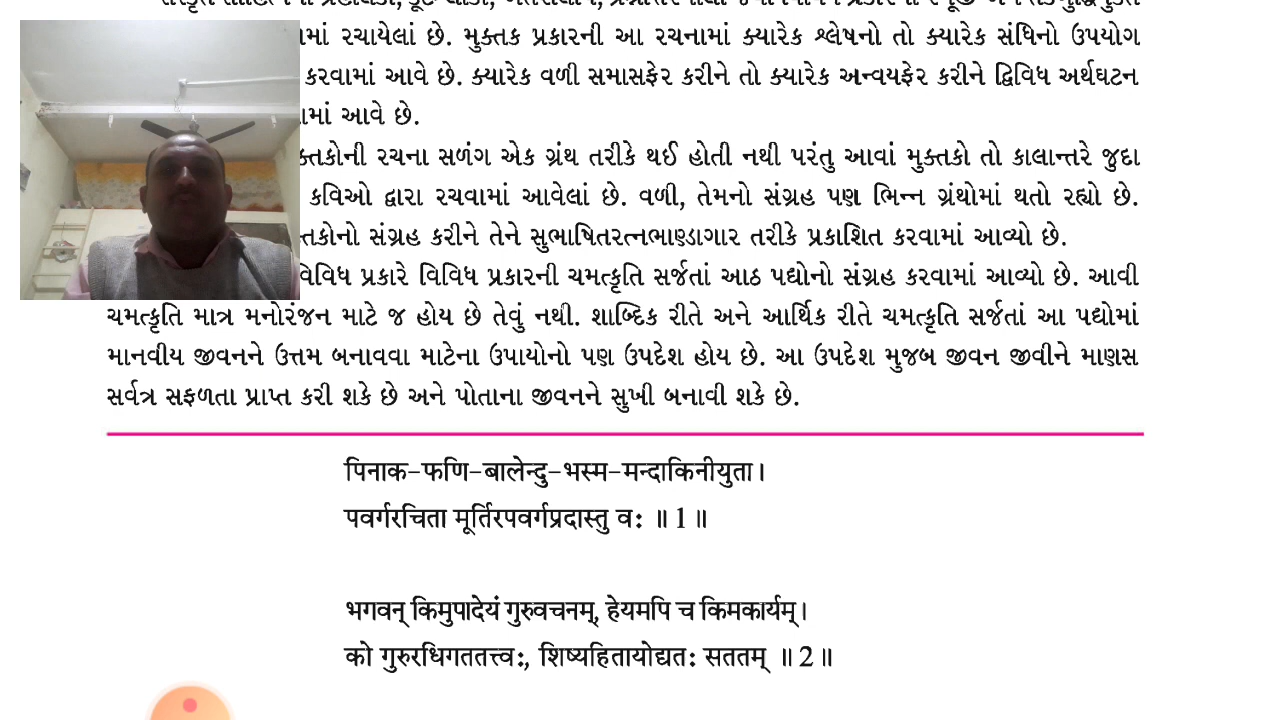 રચાયેલાં છે. મુક્તક પ્રકારની આ રચનામાં ક્યારેક શ્લેષનો તો ક્યારેક સંધિનો ઉપયોગ
કરવામાં આવે છે. ક્યારેક વળી સમાસફેર કરીને તો ક્યારેક અન્વયફેર કરીને દ્વિવિધ અર્થઘટન
આવે છે.
રચના સળંગ એક ગ્રંથ તરીકે થઈ હોતી નથી પરંતુ આવાં મુક્તકો તો કાલાન્તરે જુદા
કવિઓ દ્વારા રચવામાં આવેલાં છે. વળી, તેમનો સંગ્રહ પણ ભિન્ન ગ્રંથોમાં થતો રહ્યો છે.
સંગ્રહ કરીને તેને સુભાષિતરત્નભાણ્ડાગાર તરીકે પ્રકાશિત કરવામાં આવ્યો છે.
વિવિધ પ્રકારે વિવિધ પ્રકારની ચમત્કૃતિ સર્જતાં આઠ પદ્યોનો સંગ્રહ કરવામાં આવ્યો છે. આવી
ચમત્કૃતિ માત્ર મનોરંજન માટે જ હોય છે તેવું નથી. શાબ્દિક રીતે અને આર્થિક રીતે ચમત્કૃતિ સર્જતાં આ પદ્યોમાં
માનવીય જીવનને ઉત્તમ બનાવવા માટેના ઉપાયોનો પણ ઉપદેશ હોય છે. આ ઉપદેશ મુજબ જીવન જીવીને માણસ
સર્વત્ર સફળતા પ્રાપ્ત કરી શકે છે અને પોતાના જીવનને સુખી બનાવી શકે છે.
पिनाक-फणि-बालेन्दु-भस्म-मन्दाकिनीयुता।
पवर्गरचिता मूर्तिरपवर्गप्रदास्तु वः ॥ 1 ॥
भगवन् किमुपादेयं गुरुवचनम्, हेयमपि च किमकार्यम्।
को गुरुरधिगततत्त्वः, शिष्यहितायोद्यतः सततम् ॥ 2 ॥